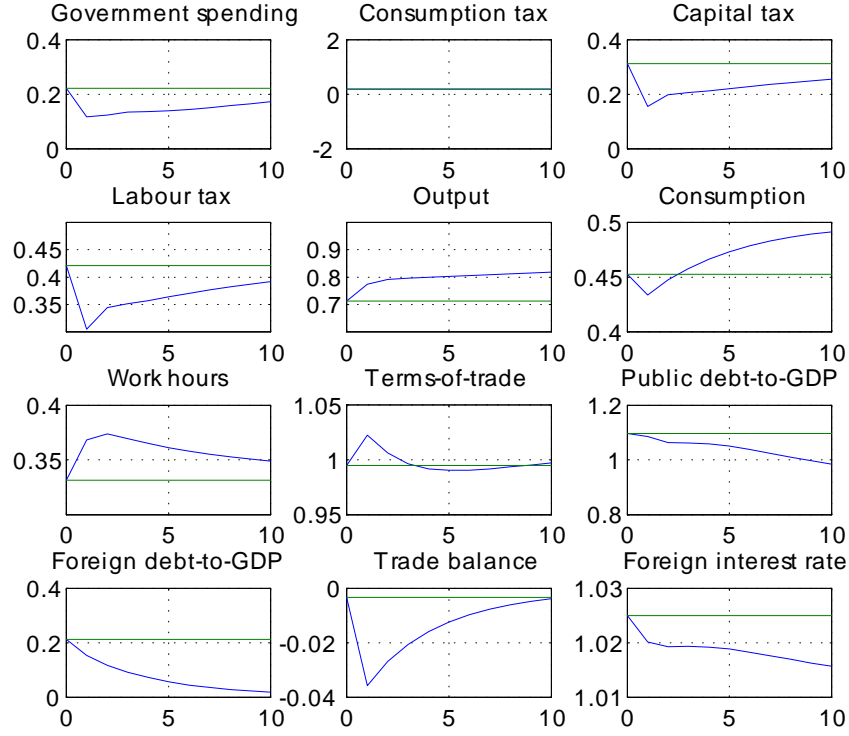 Government spending
Consumption tax
Capital tax
0.4
0.2
0
0 5 10
2
0
-2
0 5 10
0.4
0.2
0
0 5 10
Labour tax
Output
Consumption
0.45
0.4
0.35
0 5 10
0.9
0.8
0.7
0 5 10
0.5
0.45
0.4
0 5 10
Work hours
Terms-of-trade
Public debt-to-GDP
0.4
0.35
0 5 10
1.05
1
0.95
0 5 10
1.2
1
0.8
0 5 10
Foreign debt-to-GDP
Trade balance
Foreign interest rate
0.4
0.2
0
0 5 10
0
-0.02
-0.04
0 5 10
1.03
1.02
1.01
0 5 10